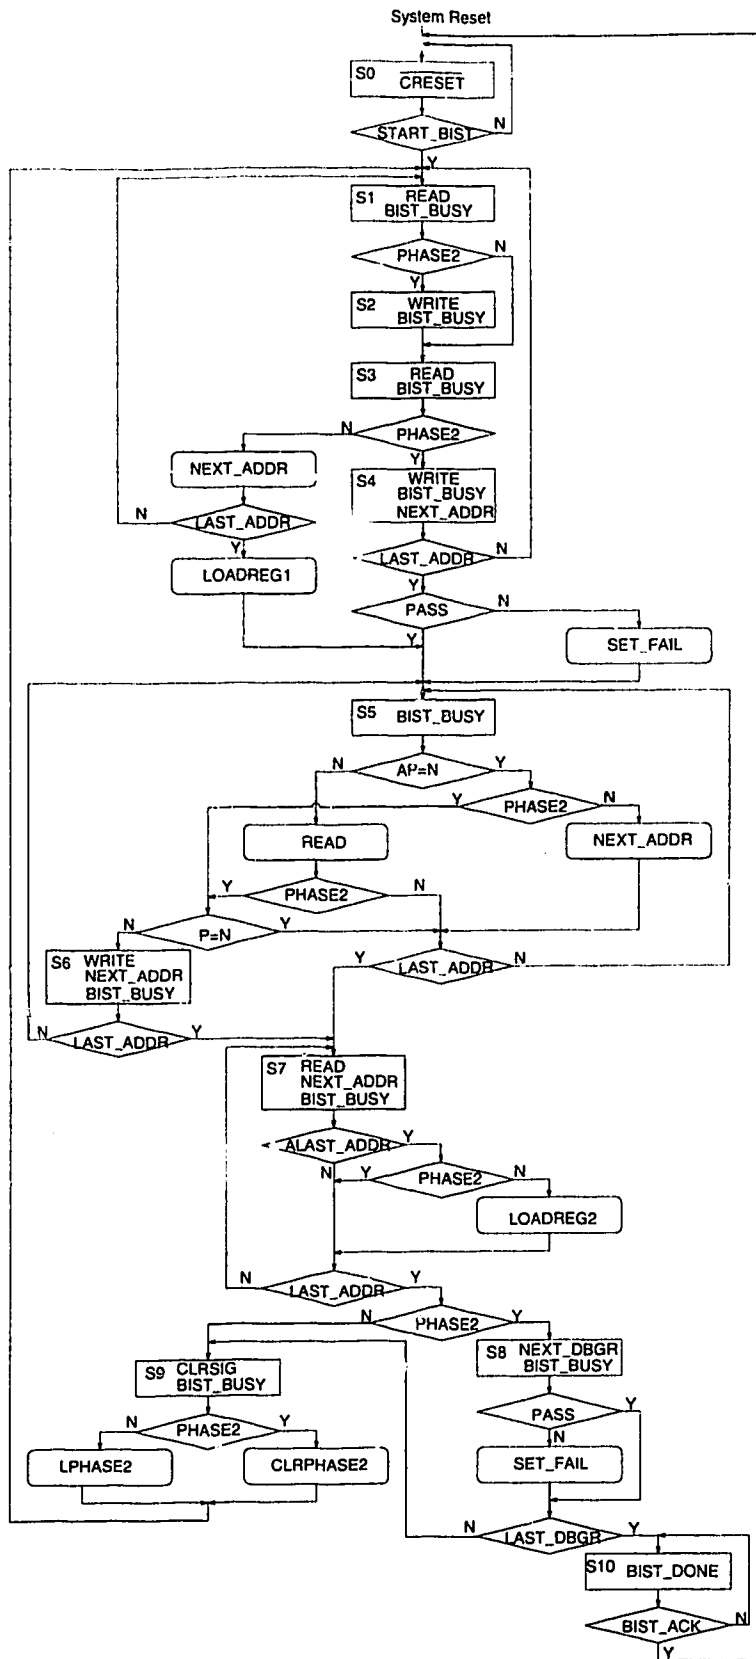 System Reset
S0 CRESET
START_BIST
N
Y
S1 READ
BIST_BUSY
PHASE2
N
Y
S2 WRITE
BIST_BUSY
S3 READ
BIST_BUSY
N
PHASE2
Y
NEXT_ADDR
S4 WRITE
BIST_BUSY
NEXT_ADDR
N
LAST_ADDR
Y
LAST_ADDR
N
Y
LOADREG1
PASS
N
Y
SET_FAIL
S5 BIST_BUSY
N
AP=N
Y
Y
PHASE2
N
READ
NEXT_ADDR
Y
PHASE2
N
N
P=N
Y
S6 WRITE
NEXT_ADDR
BIST_BUSY
Y
LAST_ADDR
N
N
LAST_ADDR
Y
S7 READ
NEXT_ADDR
BIST_BUSY
ALAST_ADDR
Y
N
Y
PHASE2
N
LOADREG2
N
LAST_ADDR
Y
N
PHASE2
Y
S8 NEXT_DBGR
BIST_BUSY
S9 CLRSIG
BIST_BUSY
PASS
Y
N
N
PHASE2
Y
LPHASE2
CLRPHASE2
SET_FAIL
N
LAST_DBGR
Y
S10 BIST_DONE
BIST_ACK
N
Y